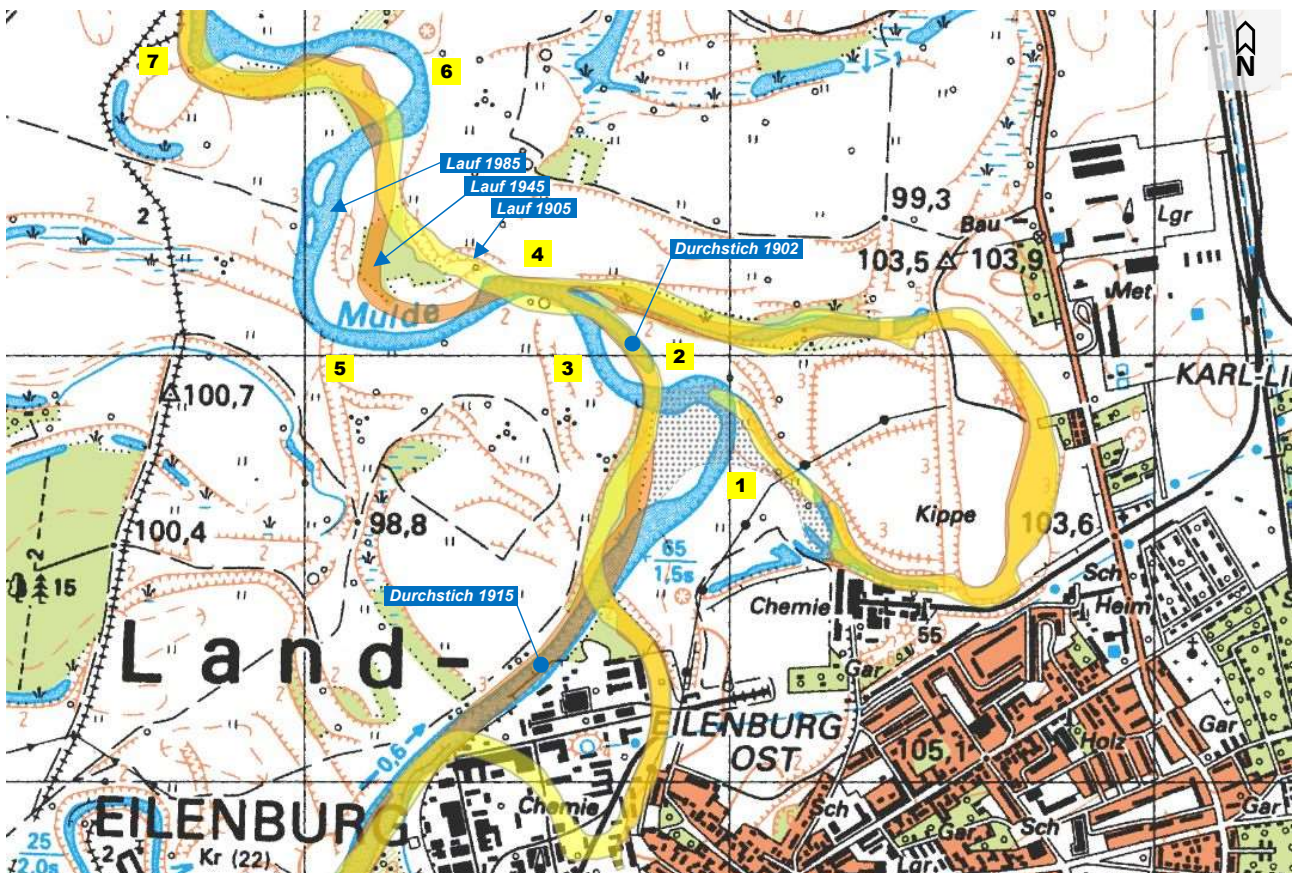 N
7
6
Lauf 1985
Lauf 1945
Lauf 1905
2
99,3
Bau
Lgr
4
Durchstich 1902
103,5
103,9
Met
Mulde
3
2
5
KARL-LI
100,7
1
100,4
98,8
Kippe
103,6
65
1,5s
15
Durchstich 1915
Chemie
Sch
Heim
55
Land-
Gar
0,6
EILENBURG
OST
105,1
Holz
Gar
EILENBURG
Chemie
Sch
Gar
Sch
Gar
25
2,0s
2
Kr (22)
Lgr